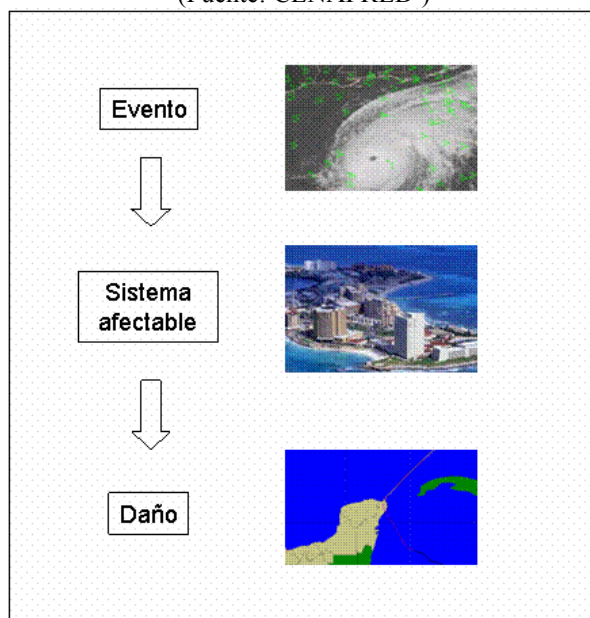 (Fuente: CENAPRED )
Evento
Sistema
afectable
Daño